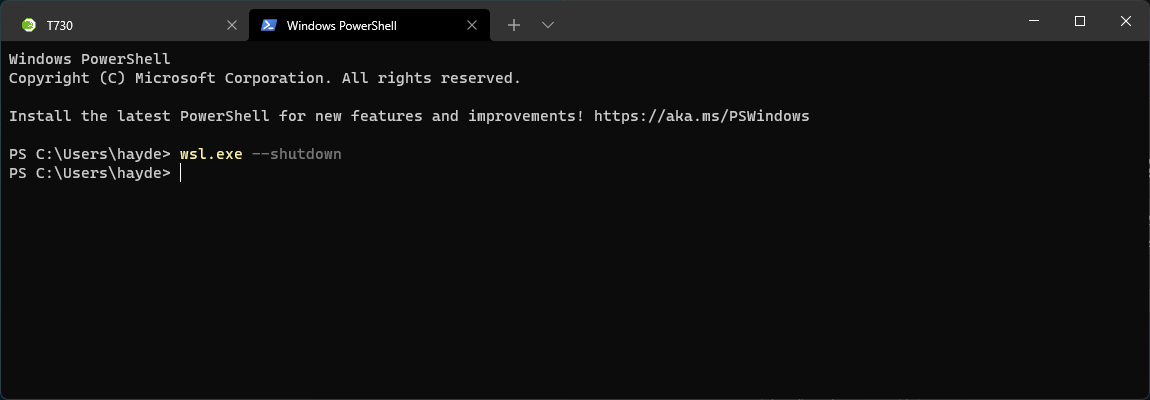 T730
Windows PowerShell
Windows PowerShell
Copyright (C) Microsoft Corporation. All rights reserved.
Install the latest PowerShell for new features and improvements! https://aka.ms/PSWindows
PS C:\Users\hayde> wsl.exe --shutdown
PS C:\Users\hayde>